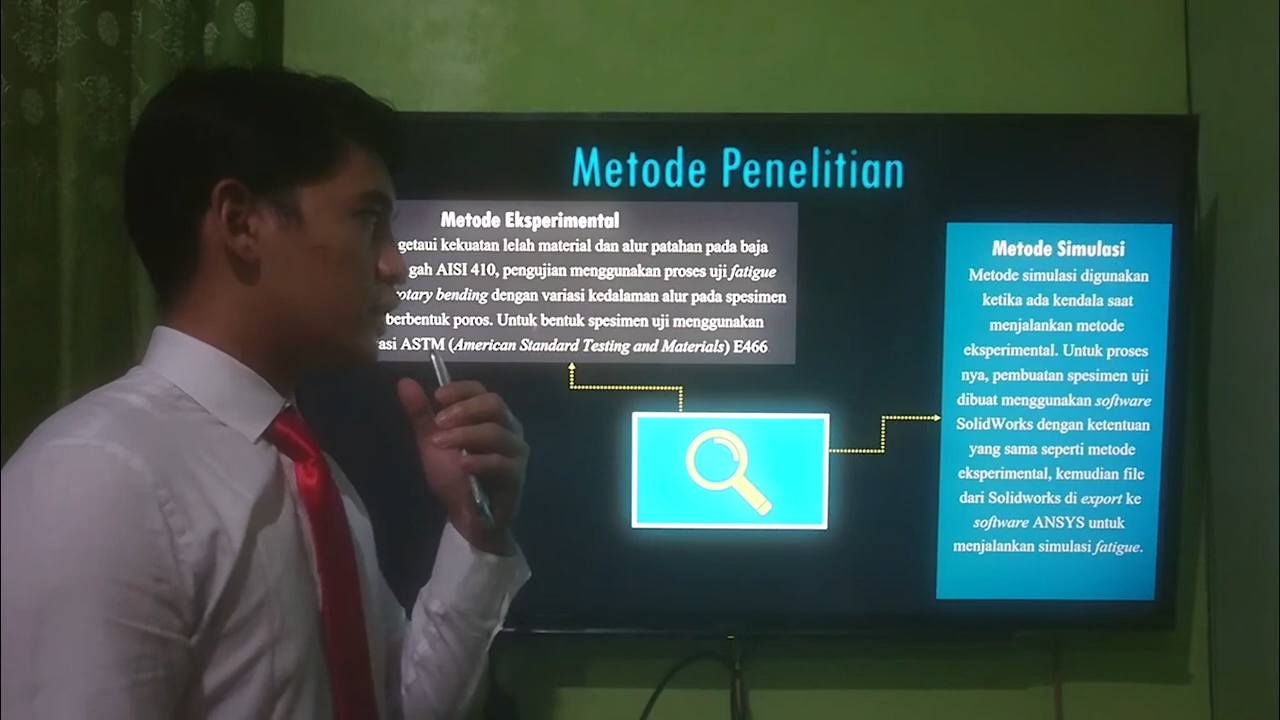 Metode Penelitian
Metode Eksperimental
getaui kekuatan lelah material dan alur patahan pada baja
gah AISI 410, pengujian menggunakan proses uji fatigue
rotary bending dengan variasi kedalaman alur pada spesimen
berbentuk poros. Untuk bentuk spesimen uji menggunakan
asi ASTM (American Standard Testing and Materials) E466
Metode Simulasi
Metode simulasi digunakan
ketika ada kendala saat
menjalankan metode
eksperimental. Untuk proses
nya, pembuatan spesimen uji
dibuat menggunakan software
SolidWorks dengan ketentuan
yang sama seperti metode
eksperimental, kemudian file
dari Solidworks di export ke
software ANSYS untuk
menjalankan simulasi fatigue.